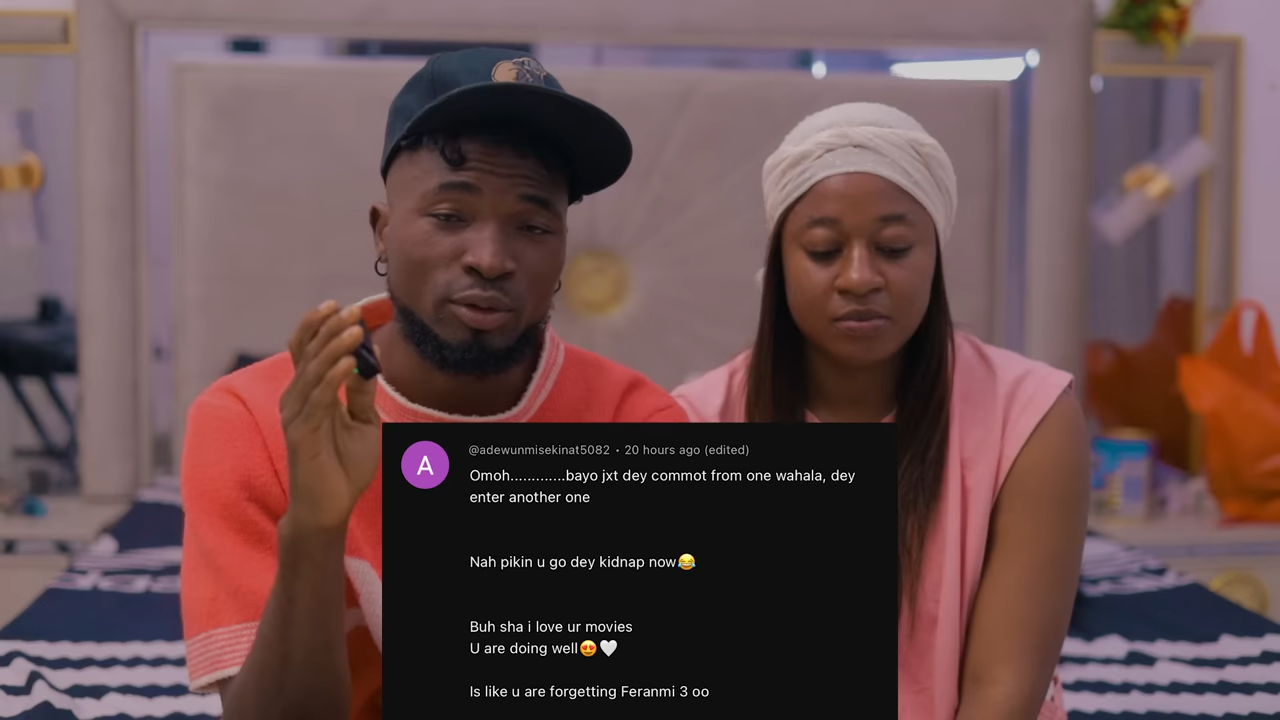 @adewunmisekinat5082 • 20 hours ago (edited)
Omoh.............bayo jxt dey commot from one wahala, dey
enter another one
Nah pikin u go dey kidnap now😂
Buh sha i love ur movies
U are doing well😍🤍
Is like u are forgetting Feranmi 3 oo
A